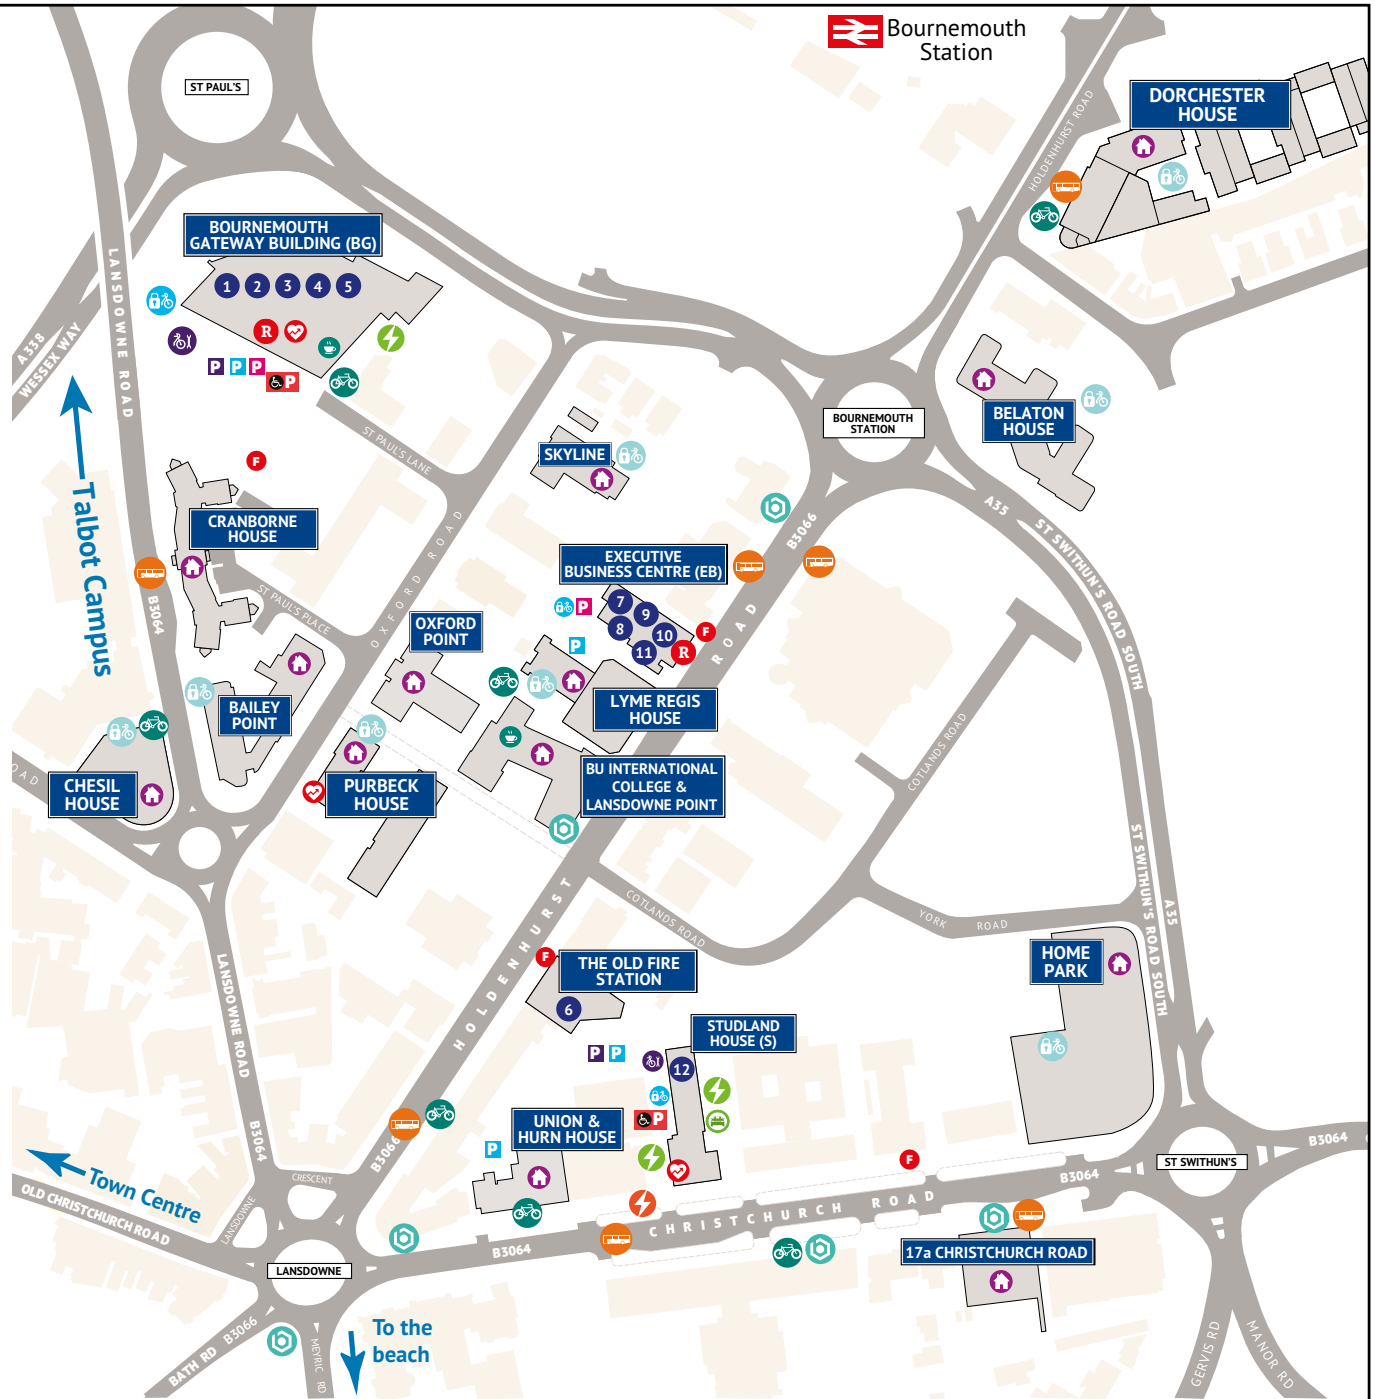 Bournemouth
Station
ST PAUL'S
DORCHESTER
HOUSE
HOLDENHURST ROAD
BOURNEMOUTH
GATEWAY BUILDING (BG)
1 2 3 4 5
R
P P P
P
LANSDOWNE ROAD
A338
WESSEX WAY
ST PAUL'S LANE
BOURNEMOUTH
STATION
BELATON
HOUSE
SKYLINE
F
Talbot Campus
CRANBORNE
HOUSE
OXFORD ROAD
B3066
A35
ST SWITHUN'S ROAD SOUTH
EXECUTIVE
BUSINESS CENTRE (EB)
P
7
9
8
10
11
R
F
B3064
ST PAUL'S PLACE
OXFORD
POINT
P
ROAD
BAILEY
POINT
LYME REGIS
HOUSE
COTLANDS ROAD
OAD
CHESIL
HOUSE
PURBECK
HOUSE
BU INTERNATIONAL
COLLEGE &
LANSDOWNE POINT
ST SWITHUN'S ROAD SOUTH
A35
HOLDENHURST
COTLANDS ROAD
YORK ROAD
LANSDOWNE ROAD
F
THE OLD FIRE
STATION
6
HOME
PARK
P P
STUDLAND
HOUSE (S)
12
P
B3064
B3066
UNION &
HURN HOUSE
P
F
ST SWITHUN'S
B3064
B3064
Town Centre
OLD CHRISTCHURCH ROAD
LANSDOWNE
CRESCENT
CHRISTCHURCH ROAD
B3064
17a CHRISTCHURCH ROAD
LANSDOWNE
To the
beach
BATH RD
B3066
MEYRIC RD
GERVIS RD
MANOR RD